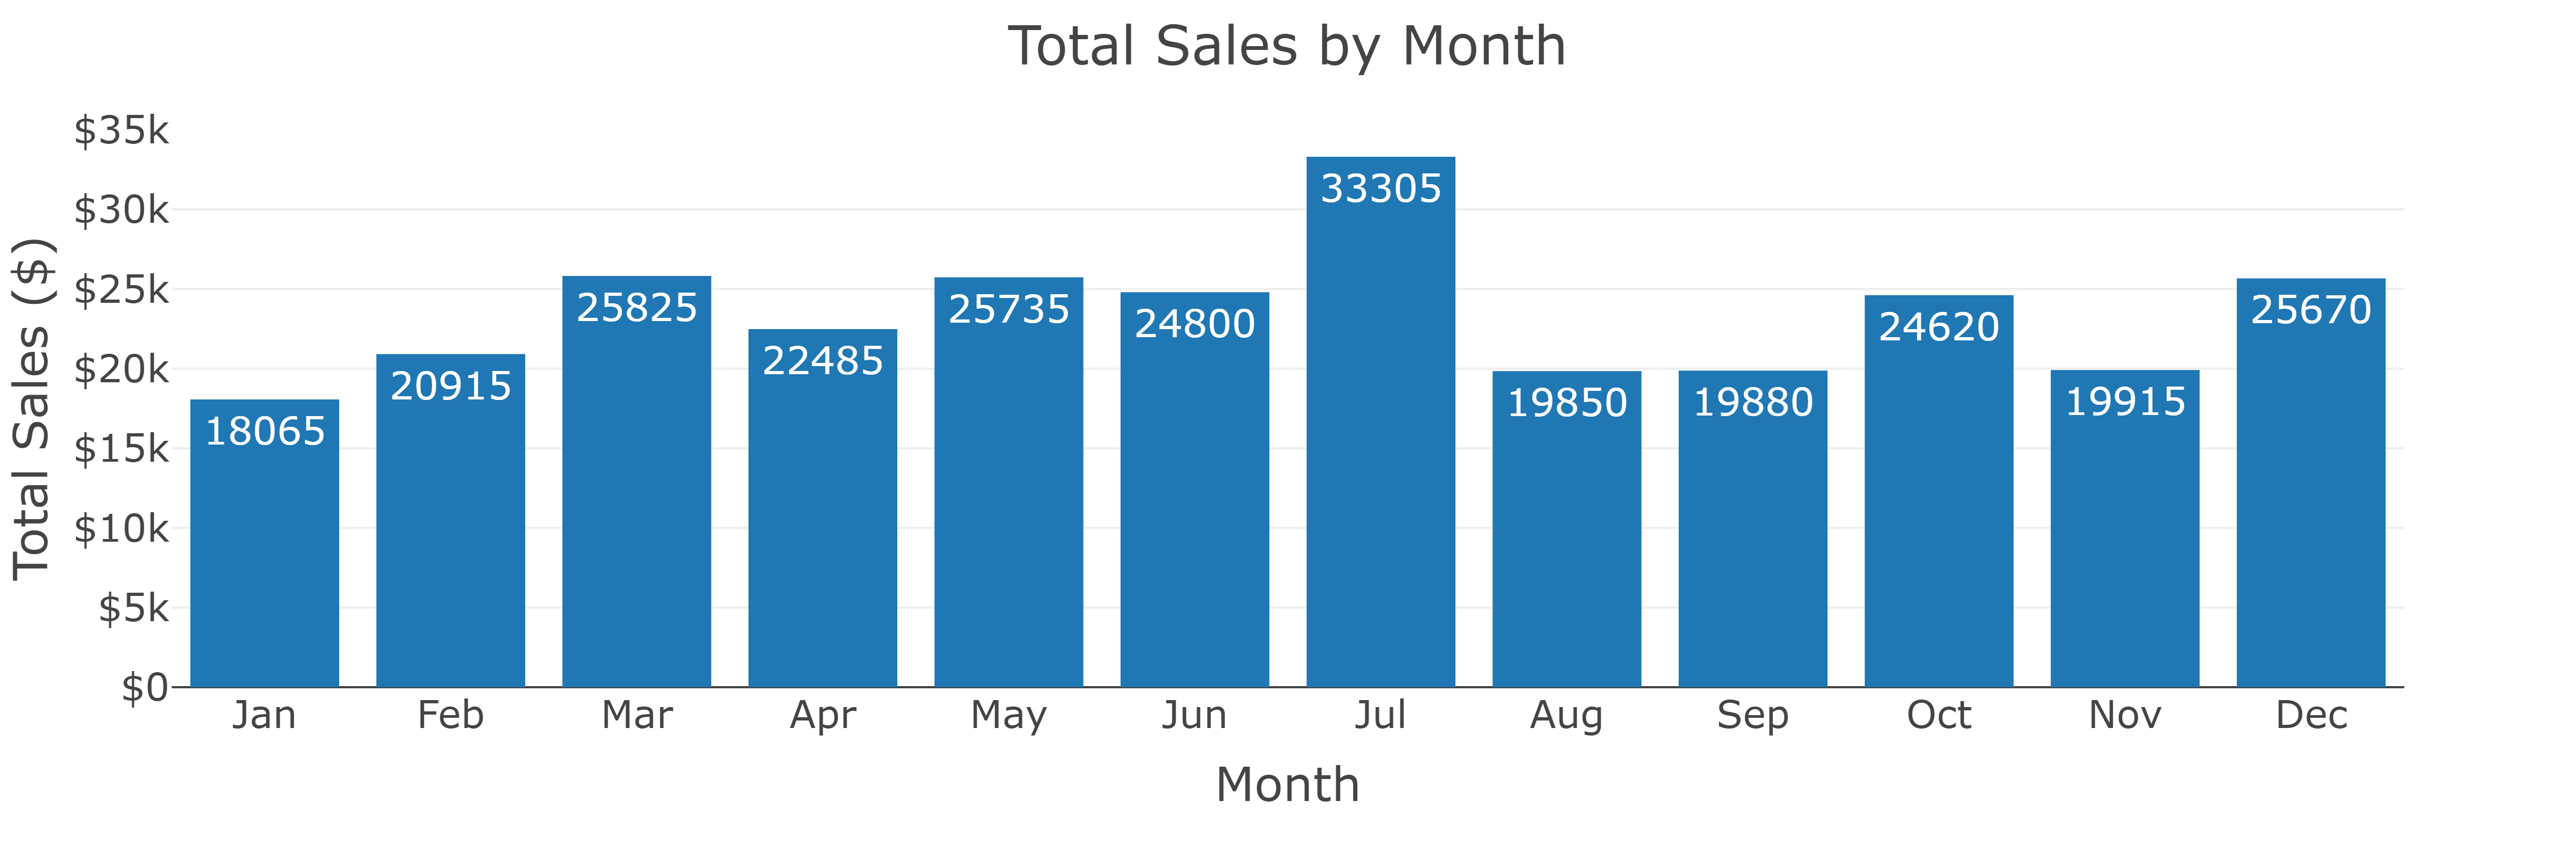 Total Sales by Month
Total Sales ($)
$35k
$30k
$25k
$20k
$15k
$10k
$5k
$0
18065 20915 25825 22485 25735 24800 33305 19850 19880 24620 19915 25670
Jan Feb Mar Apr May Jun Jul Aug Sep Oct Nov Dec
Month